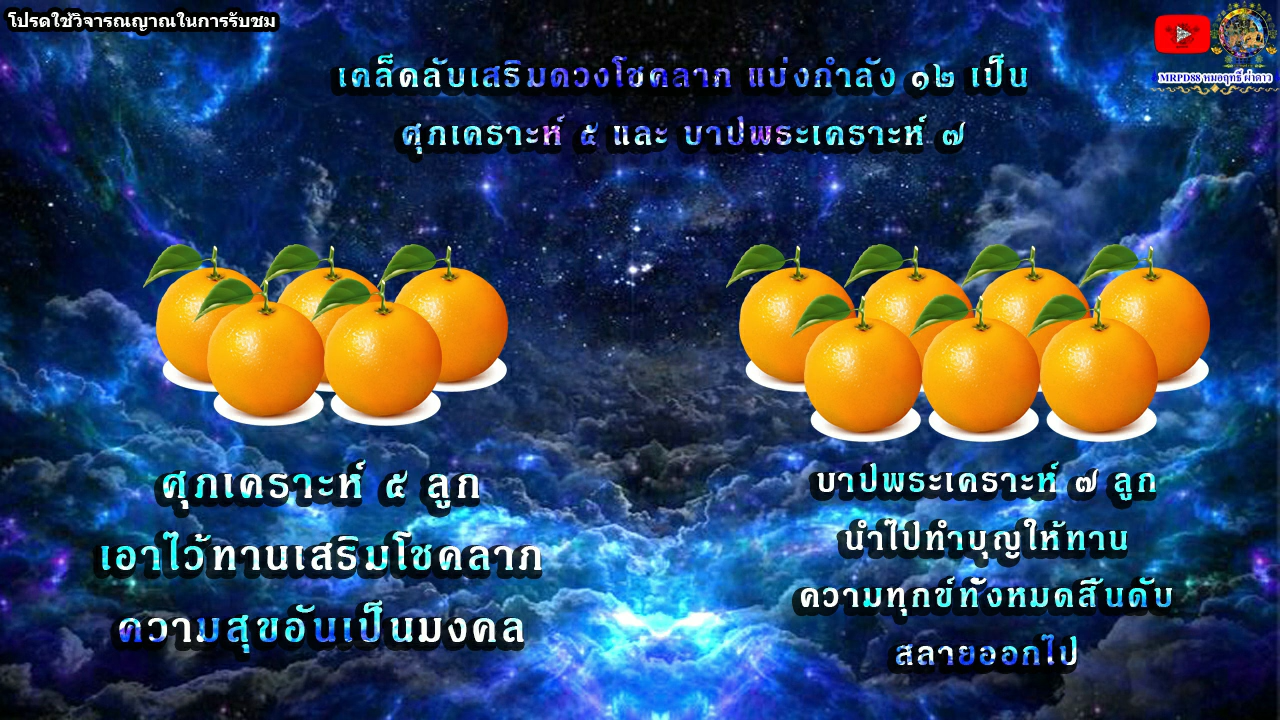 โปรดใช้วิจารณญาณในการรับชม
MRPD88 หมอฤทธิ์ ฝ่าดาว
เคล็ดลับเสริมดวงโชคลาภ แบ่งกำลัง ๑๒ เป็น
ศุภเคราะห์ ๕ และ บาปพระเคราะห์ ๗
ศุภเคราะห์ ๕ ลูก
เอาไว้ทานเสริมโชคลาภ
ความสุขอันเป็นมงคล
บาปพระเคราะห์ ๗ ลูก
นำไปทำบุญให้ทาน
ความทุกข์ทั้งหมดสิ้นดับ
สลายออกไป